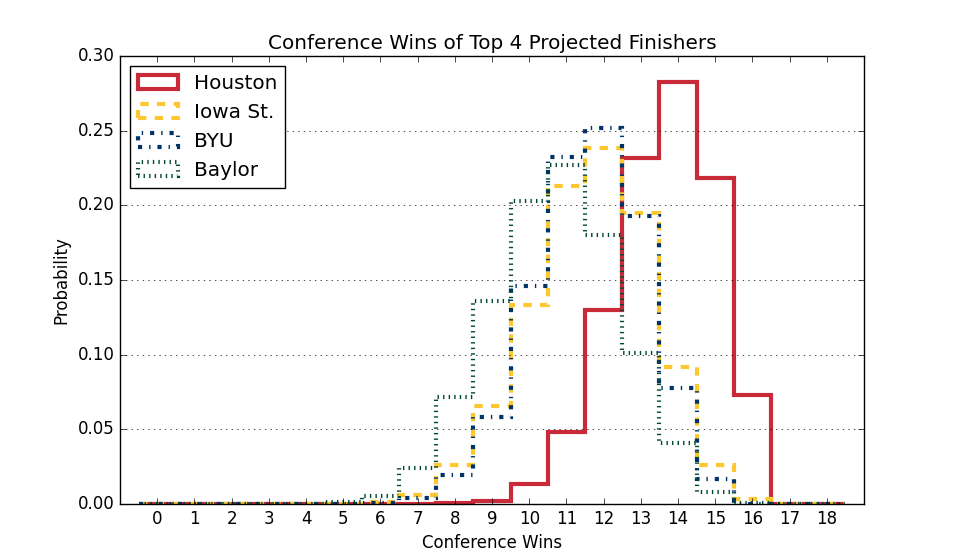 Conference Wins of Top 4 Projected Finishers
0.30
Houston
Iowa St.
BYU
Baylor
0.25
0.20
0.15
0.10
0.05
0.00
Probability
0 1 2 3 4 5 6 7 8 9 10 11 12 13 14 15 16 17 18
Conference Wins